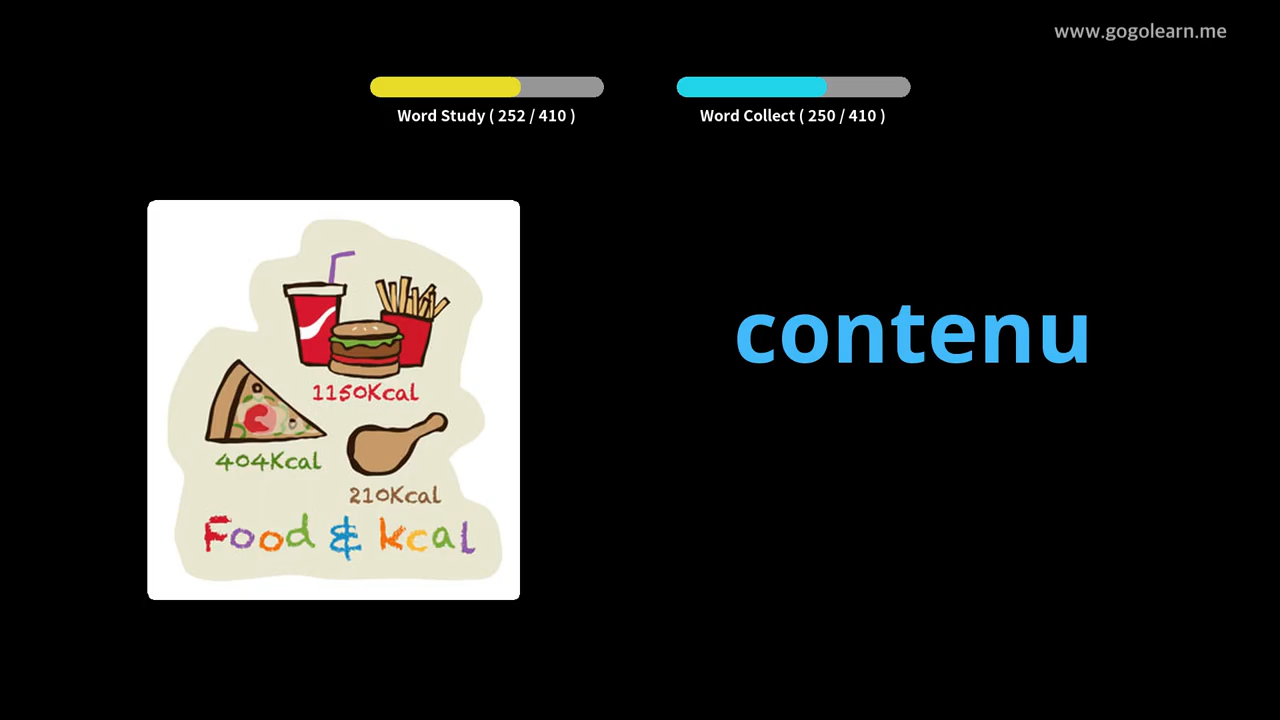 www.gogolearn.me
Word Study ( 252 / 410 )
Word Collect ( 250 / 410 )
contenu
1150Kcal
404Kcal
210Kcal
Food & kcal